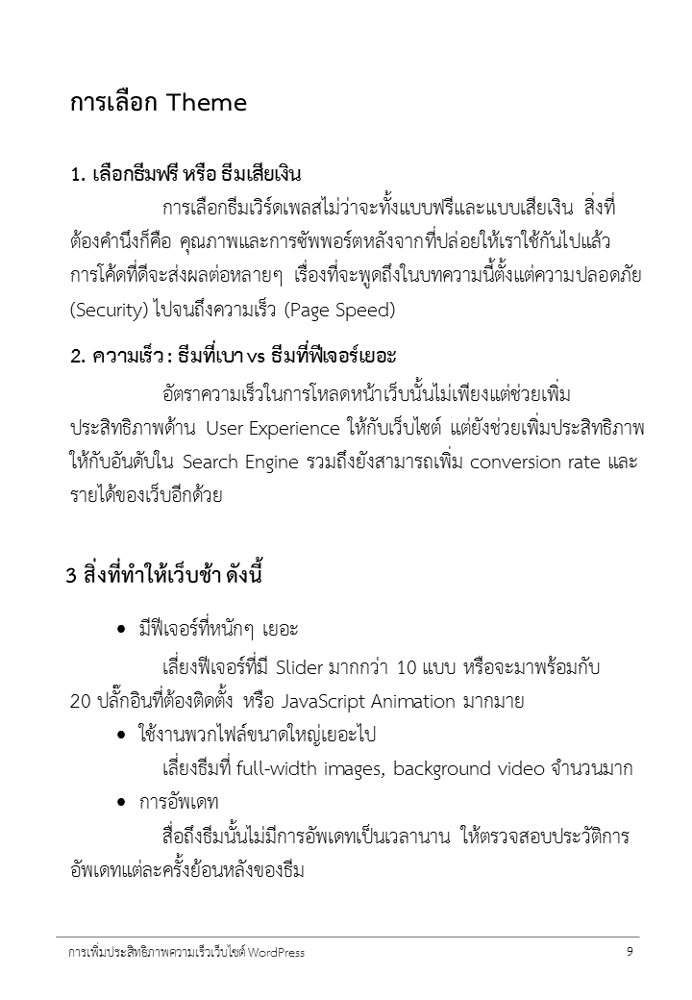 การเลือก Theme
1. เลือกธีมฟรี หรือ ธีมเสียเงิน
การเลือกธีมเวิร์ดเพลสไม่ว่าจะทั้งแบบฟรีและแบบเสียเงิน สิ่งที่
ต้องคำนึงก็คือ คุณภาพและการซัพพอร์ตหลังจากที่ปล่อยให้เราใช้กันไปแล้ว
การโค้ดที่ดีจะส่งผลต่อหลายๆ เรื่องที่จะพูดถึงในบทความนี้ตั้งแต่ความปลอดภัย
(Security) ไปจนถึงความเร็ว (Page Speed)
2. ความเร็ว : ธีมที่เบา vs ธีมที่ฟีเจอร์เยอะ
อัตราความเร็วในการโหลดหน้าเว็บนั้นไม่เพียงแต่ช่วยเพิ่ม
ประสิทธิภาพด้าน User Experience ให้กับเว็บไซต์ แต่ยังช่วยเพิ่มประสิทธิภาพ
ให้กับอันดับใน Search Engine รวมถึงยังสามารถเพิ่ม conversion rate และ
รายได้ของเว็บอีกด้วย
3 สิ่งที่ทำให้เว็บช้า ดังนี้
• มีฟีเจอร์ที่หนักๆ เยอะ
เลี่ยงฟีเจอร์ที่มี Slider มากกว่า 10 แบบ หรือจะมาพร้อมกับ
20 ปลั๊กอินที่ต้องติดตั้ง หรือ JavaScript Animation มากมาย
• ใช้งานพวกไฟล์ขนาดใหญ่เยอะไป
เลี่ยงธีมที่ full-width images, background video จำนวนมาก
• การอัพเดท
สื่อถึงธีมนั้นไม่มีการอัพเดทเป็นเวลานาน ให้ตรวจสอบประวัติการ
อัพเดทแต่ละครั้งย้อนหลังของธีม
การเพิ่มประสิทธิภาพความเร็วเว็บไซต์ WordPress 9